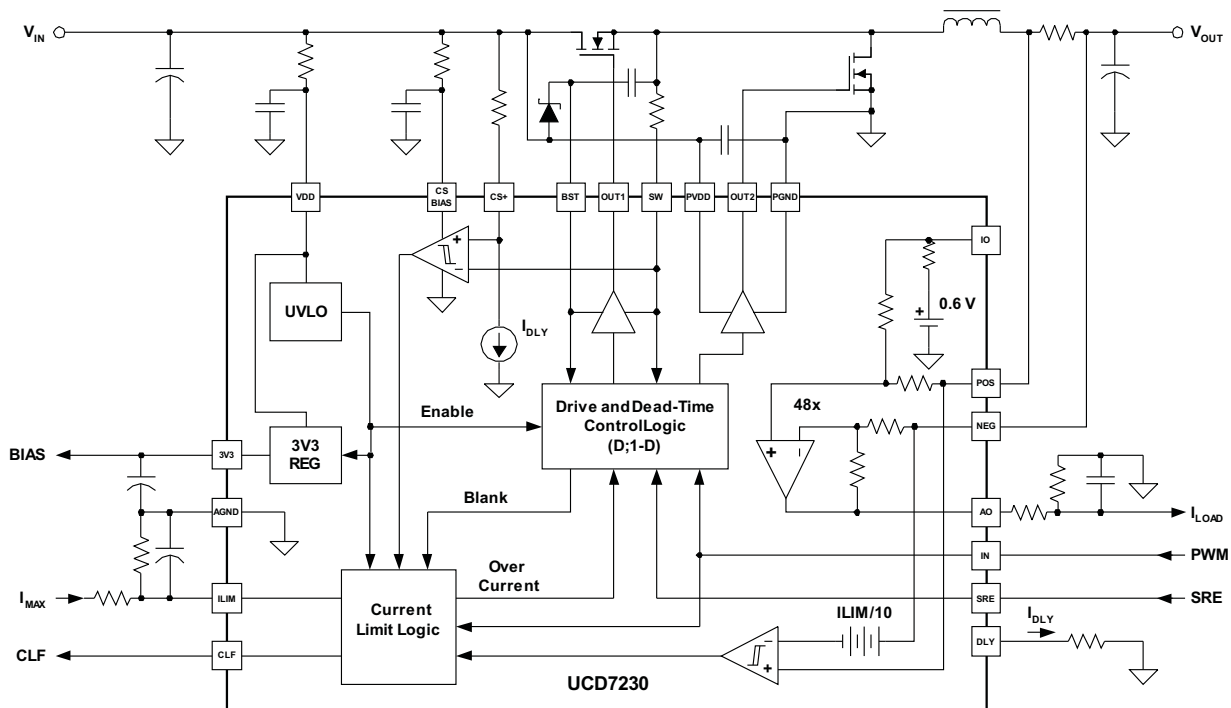 VIN
VOUT
VDD
CS
BIAS
CS+
BST
OUT1
SW
PVDD
OUT2
PGND
IO
+
−
UVLO
IDLY
+
0.6 V
POS
Enable
Drive and Dead-Time
ControlLogic
(D;1-D)
48x
NEG
BIAS
3V3
3V3
REG
+
−
Blank
AGND
AO
ILOAD
Over
Current
IN
PWM
IMAX
ILIM
Current
Limit Logic
SRE
SRE
ILIM/10
IDLY
DLY
CLF
CLF
−
+
UCD7230